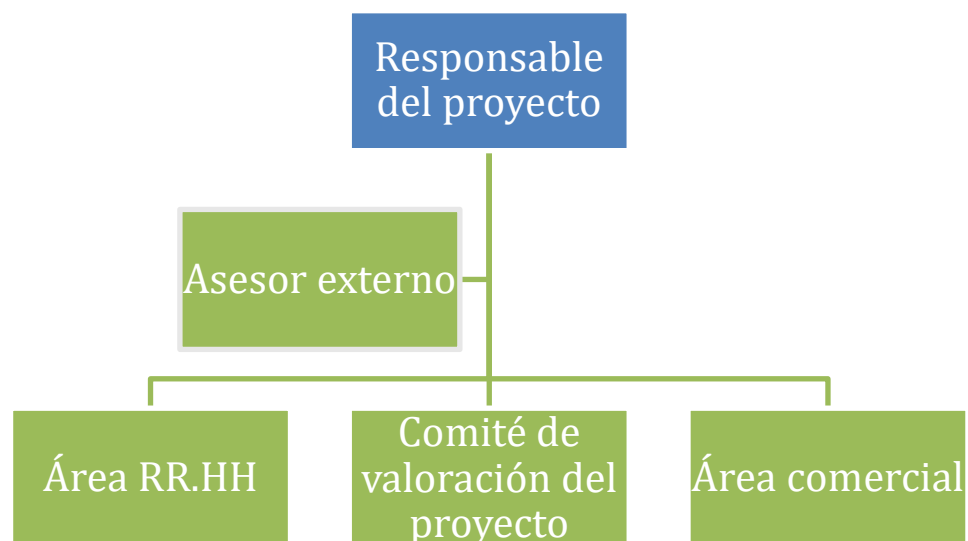 Responsable
del proyecto
Asesor externo
Área RR.HH
Comité de
valoración del
proyecto
Área comercial